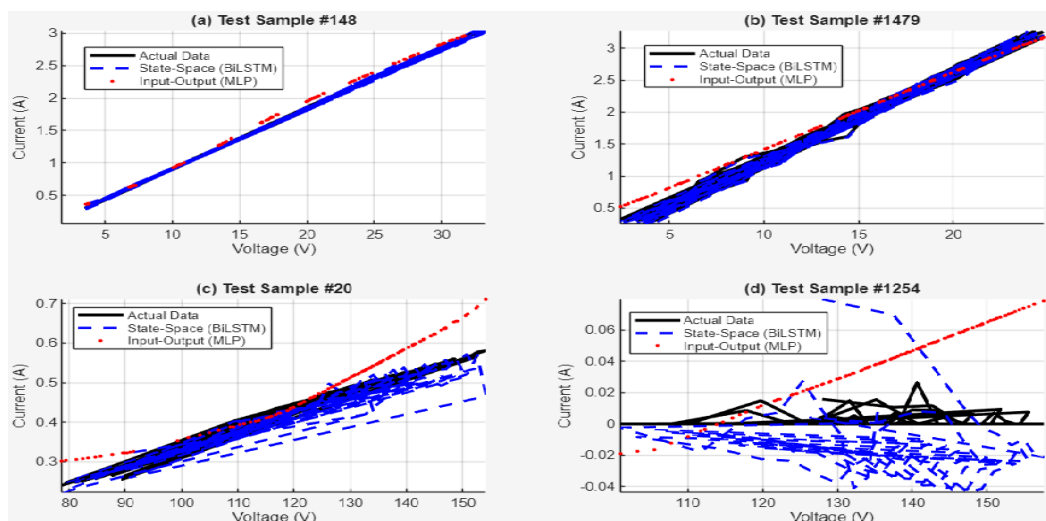 (a) Test Sample #148
3
2.5
2
1.5
1
0.5
Current (A)
Actual Data
State-Space (BiLSTM)
Input-Output (MLP)
5 10 15 20 25 30
Voltage (V)
(b) Test Sample #1479
3
2.5
2
1.5
1
0.5
Current (A)
Actual Data
State-Space (BiLSTM)
Input-Output (MLP)
5 10 15 20
Voltage (V)
(c) Test Sample #20
0.7
0.6
0.5
0.4
0.3
Current (A)
Actual Data
State-Space (BiLSTM)
Input-Output (MLP)
80 90 100 110 120 130 140 150
Voltage (V)
(d) Test Sample #1254
0.06
0.04
0.02
0
-0.02
-0.04
Current (A)
Actual Data
State-Space (BiLSTM)
Input-Output (MLP)
110 120 130 140 150
Voltage (V)